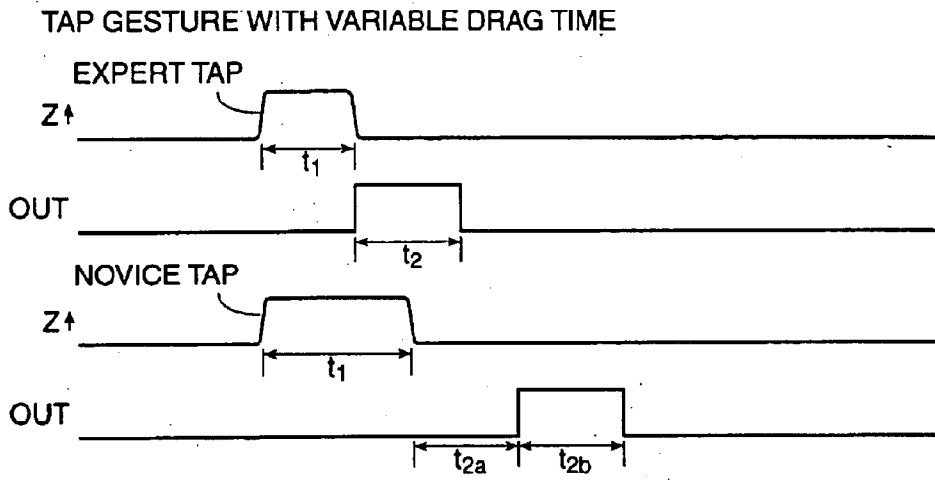 TAP GESTURE WITH VARIABLE DRAG TIME
EXPERT TAP
Z
t1
OUT
t2
NOVICE TAP
Z
t1
OUT
t2a
t2b